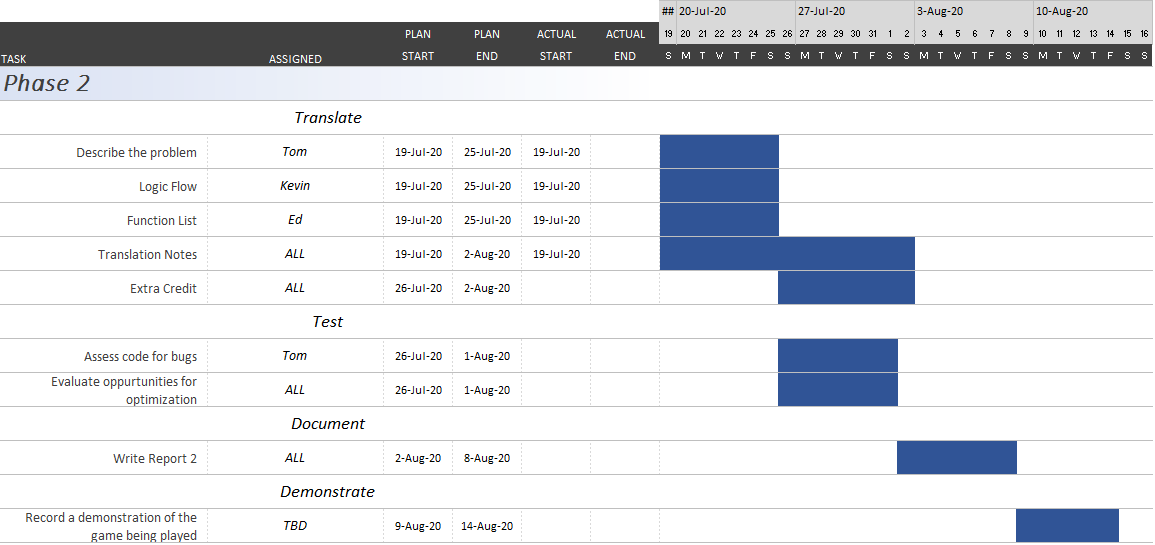 ## 20-Jul-20 27-Jul-20 3-Aug-20 10-Aug-20
PLAN PLAN ACTUAL ACTUAL 19 20 21 22 23 24 25 26 27 28 29 30 31 1 2 3 4 5 6 7 8 9 10 11 12 13 14 15 16
TASK ASSIGNED START END START END S M T W T F S S M T W T F S S M T W T F S S M T W T F S S
Phase 2
Translate
Describe the problem Tom 19-Jul-20 25-Jul-20 19-Jul-20
Logic Flow Kevin 19-Jul-20 25-Jul-20 19-Jul-20
Function List Ed 19-Jul-20 25-Jul-20 19-Jul-20
Translation Notes ALL 19-Jul-20 2-Aug-20 19-Jul-20
Extra Credit ALL 26-Jul-20 2-Aug-20
Test
Assess code for bugs Tom 26-Jul-20 1-Aug-20
Evaluate oppurtunities for
optimization ALL 26-Jul-20 1-Aug-20
Document
Write Report 2 ALL 2-Aug-20 8-Aug-20
Demonstrate
Record a demonstration of the
game being played TBD 9-Aug-20 14-Aug-20